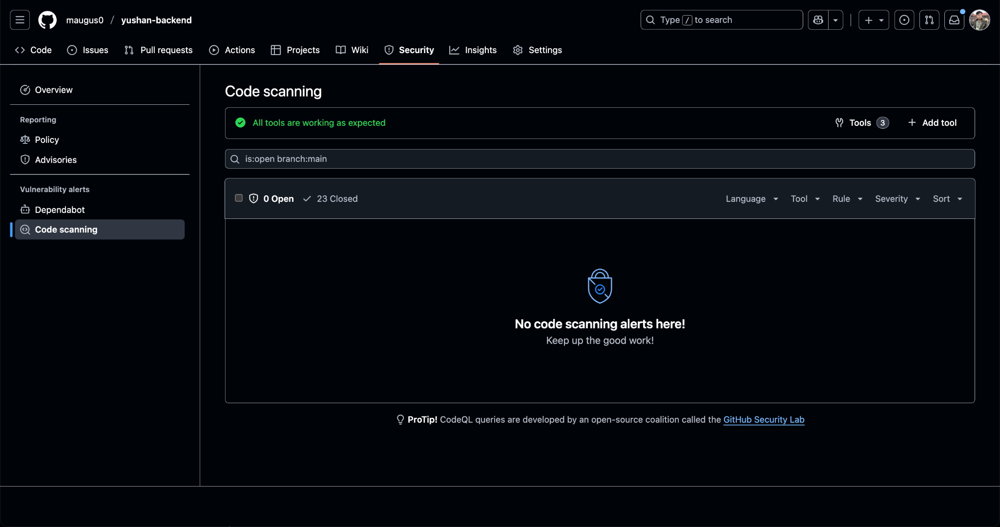 maugus0 / yushan-backend
Type / to search
Code Issues Pull requests Actions Projects Wiki Security Insights Settings
Overview
Reporting
Policy
Advisories
Vulnerability alerts
Dependabot
Code scanning
Code scanning
All tools are working as expected
Tools 3
Add tool
is:open branch:main
0 Open 23 Closed
Language Tool Rule Severity Sort
No code scanning alerts here!
Keep up the good work!
ProTip! CodeQL queries are developed by an open-source coalition called the GitHub Security Lab